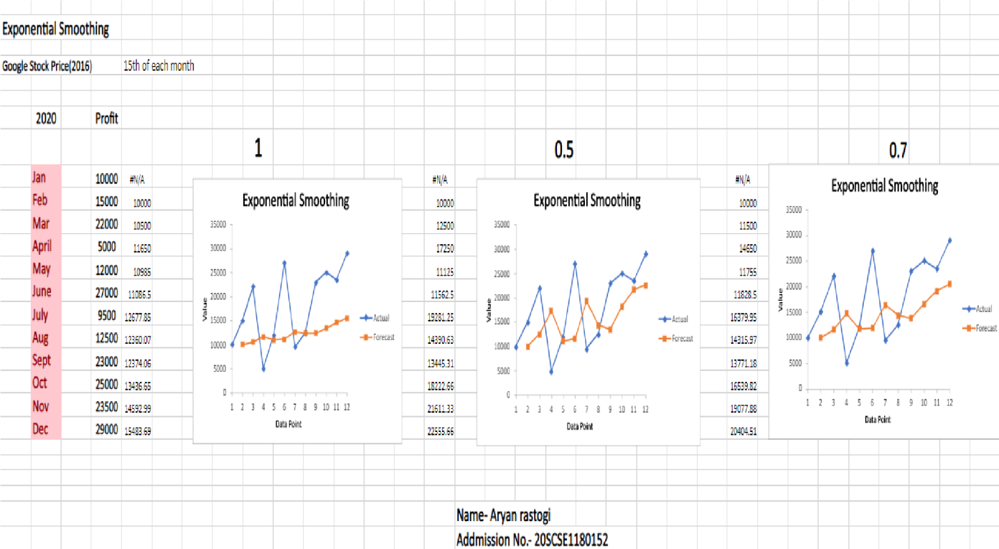 Exponential Smoothing
Google Stock Price(2016) 15th of each month
2020 Profit
1 0.5 0.7
Jan 10000 #N/A #N/A #N/A
Feb 15000 10000 10000 10000
Mar 22000 10500 12500 11500
April 5000 11650 17250 14650
May 12000 10985 11125 11755
June 27000 11086.5 11562.5 11828.5
July 9500 12677.85 19281.25 16379.95
Aug 12500 12360.07 14390.63 14315.97
Sept 23000 12374.06 13445.31 13771.18
Oct 25000 13436.65 18222.66 16539.82
Nov 23500 14592.99 21611.33 19077.88
Dec 29000 15483.69 22555.66 20404.51
Exponential Smoothing
35000
30000
25000
20000
15000
10000
5000
0
Value
1 2 3 4 5 6 7 8 9 10 11 12
Data Point
Actual
Forecast
Exponential Smoothing
35000
30000
25000
20000
15000
10000
5000
0
Value
1 2 3 4 5 6 7 8 9 10 11 12
Data Point
Actual
Forecast
Exponential Smoothing
35000
30000
25000
20000
15000
10000
5000
0
Value
1 2 3 4 5 6 7 8 9 10 11 12
Data Point
Actual
Forecast
Name- Aryan rastogi
Addmission No.- 20SCSE1180152